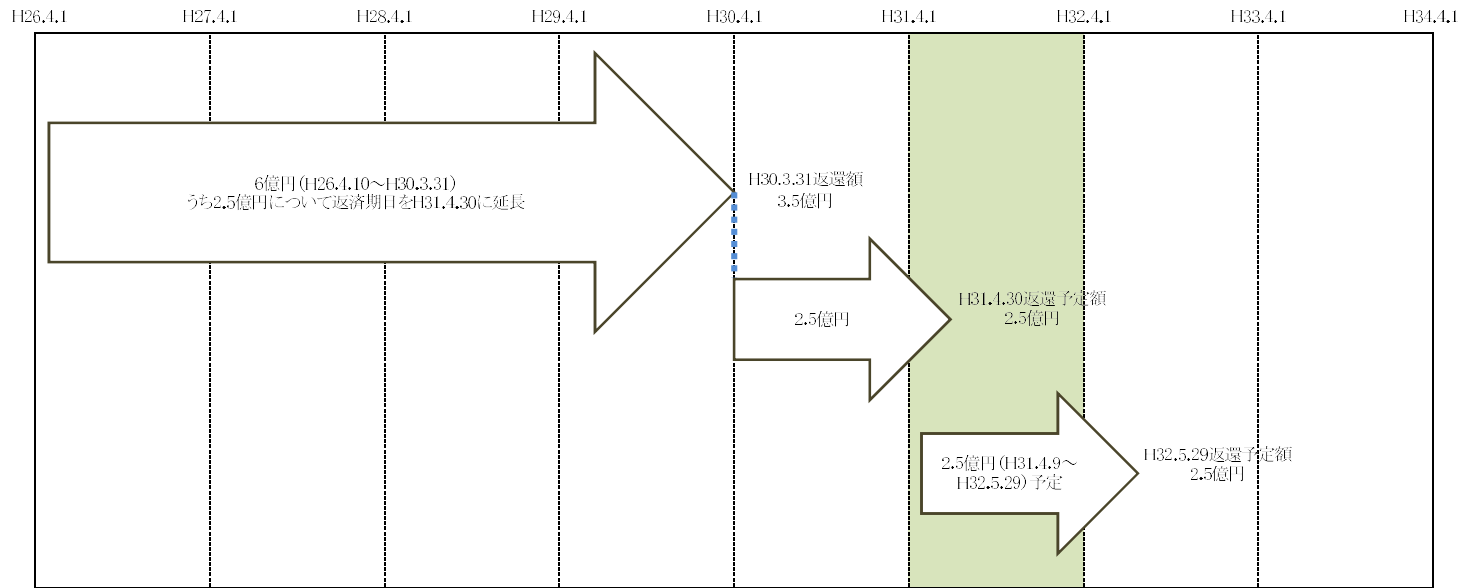 H26.4.1 H27.4.1 H28.4.1 H29.4.1 H30.4.1 H31.4.1 H32.4.1 H33.4.1 H34.4.1
6億円(H26.4.10～H30.3.31)
うち2.5億円について返済期日をH31.4.30に延長
H30.3.31返還額
3.5億円
2.5億円
H31.4.30返還予定額
2.5億円
2.5億円(H31.4.9～
H32.5.29)予定
H32.5.29返還予定額
2.5億円